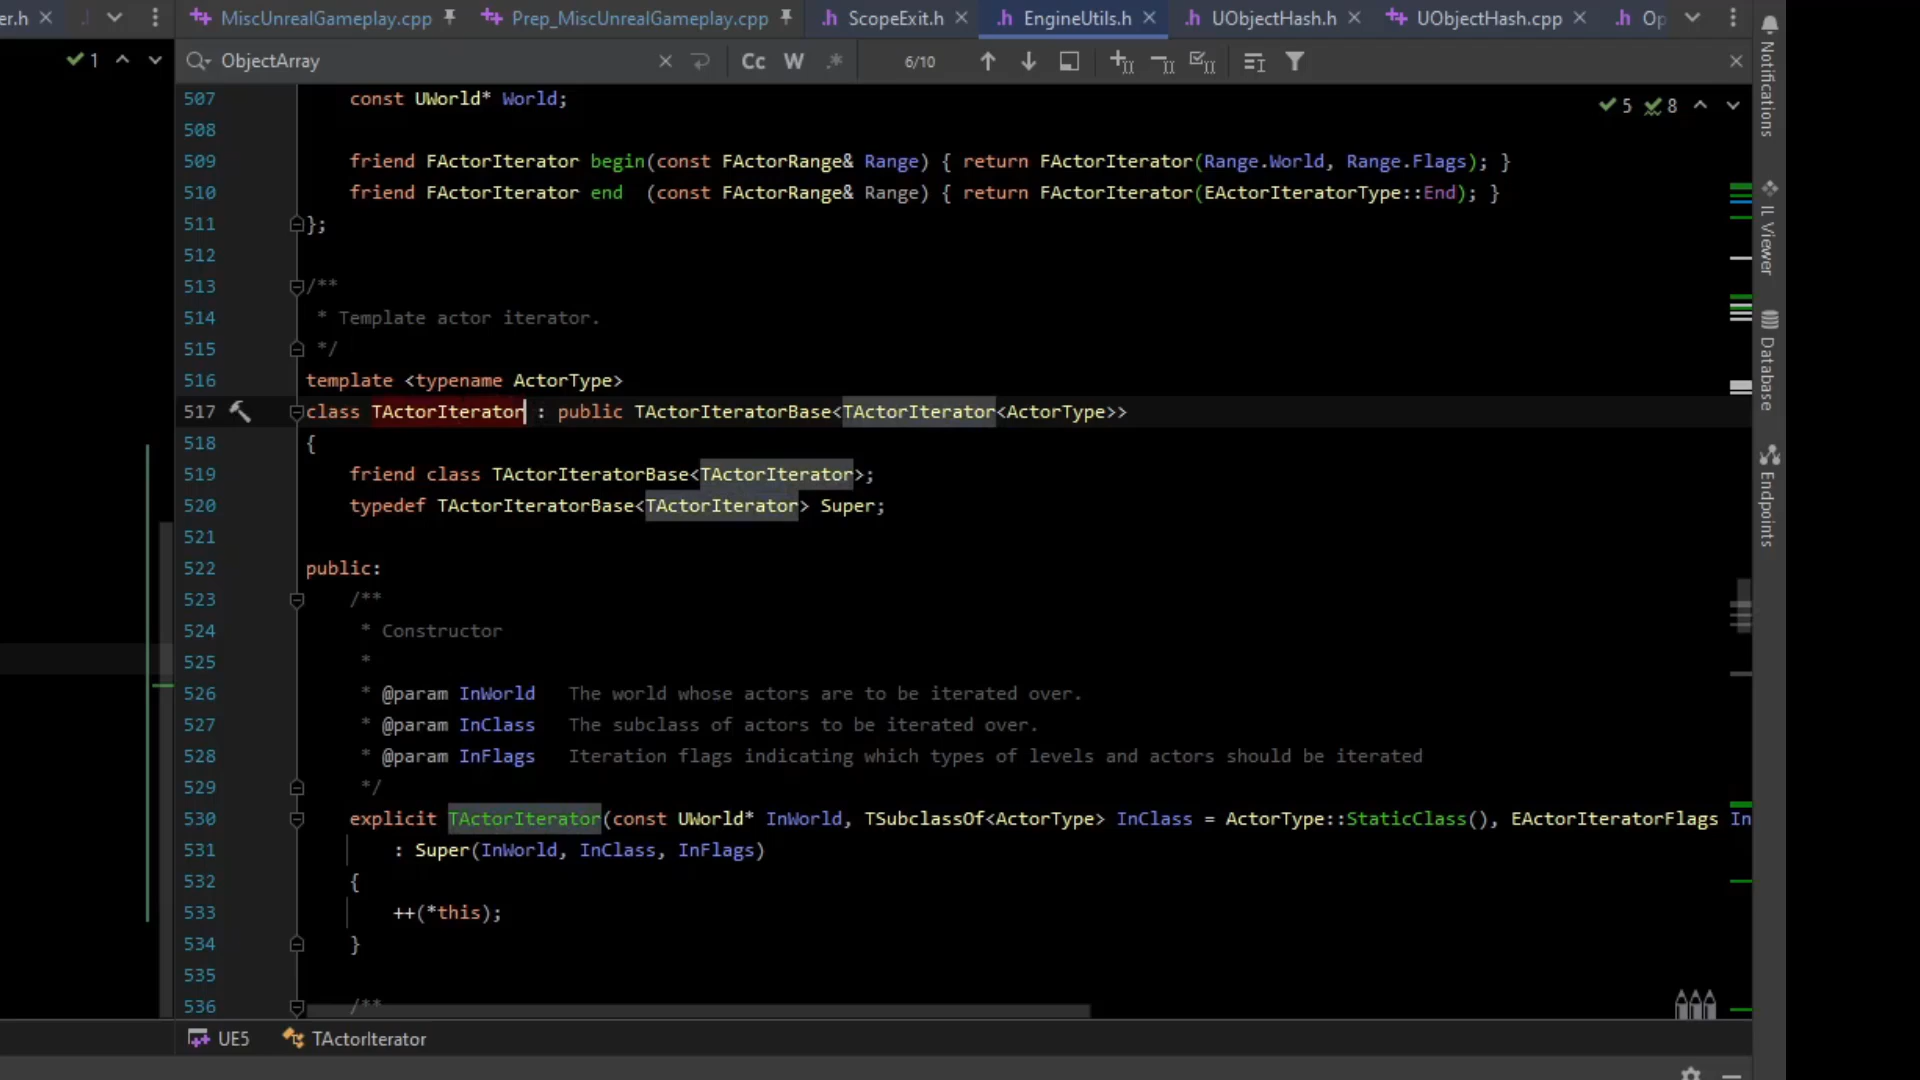 er.h
MiscUnrealGameplay.cpp
Prep_MiscUnrealGameplay.cpp
.h ScopeExit.h
.h EngineUtils.h
.h UObjectHash.h
UObjectHash.cpp
.h Op
ObjectArray
Cc W .* 6/10
1
5 8
507 const UWorld* World;
508
509 friend FActorIterator begin(const FActorRange& Range) { return FActorIterator(Range.World, Range.Flags); }
510 friend FActorIterator end  (const FActorRange& Range) { return FActorIterator(EActorIteratorType::End); }
511 };
512
513 /**
514 * Template actor iterator.
515 */
516 template <typename ActorType>
517 class TActorIterator : public TActorIteratorBase<TActorIterator<ActorType>>
518 {
519 friend class TActorIteratorBase<TActorIterator>;
520 typedef TActorIteratorBase<TActorIterator> Super;
521
522 public:
523 /**
524 * Constructor
525 *
526 * @param InWorld The world whose actors are to be iterated over.
527 * @param InClass The subclass of actors to be iterated over.
528 * @param InFlags Iteration flags indicating which types of levels and actors should be iterated
529 */
530 explicit TActorIterator(const UWorld* InWorld, TSubclassOf<ActorType> InClass = ActorType::StaticClass(), EActorIteratorFlags In
531 : Super(InWorld, InClass, InFlags)
532 {
533 ++(*this);
534 }
535
536 /**
UE5 TActorIterator
Notifications
IL Viewer
Database
Endpoints